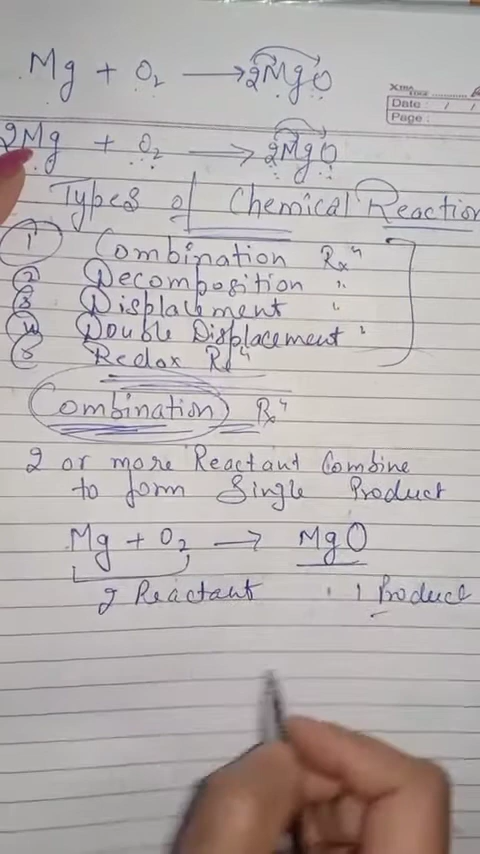 Mg + O₂ ⟶ 2MgO
Date : / /
Page :
2Mg + O₂ ⟶ 2MgO
Types of Chemical Reaction
1 Combination Rxn
2 Decomposition "
3 Displacement "
4 Double Displacement "
5 Redox Rxn
Combination Rxn
2 or more Reactant Combine
to form Single Product
Mg + O₂ ⟶ MgO
2 Reactant 1 Product